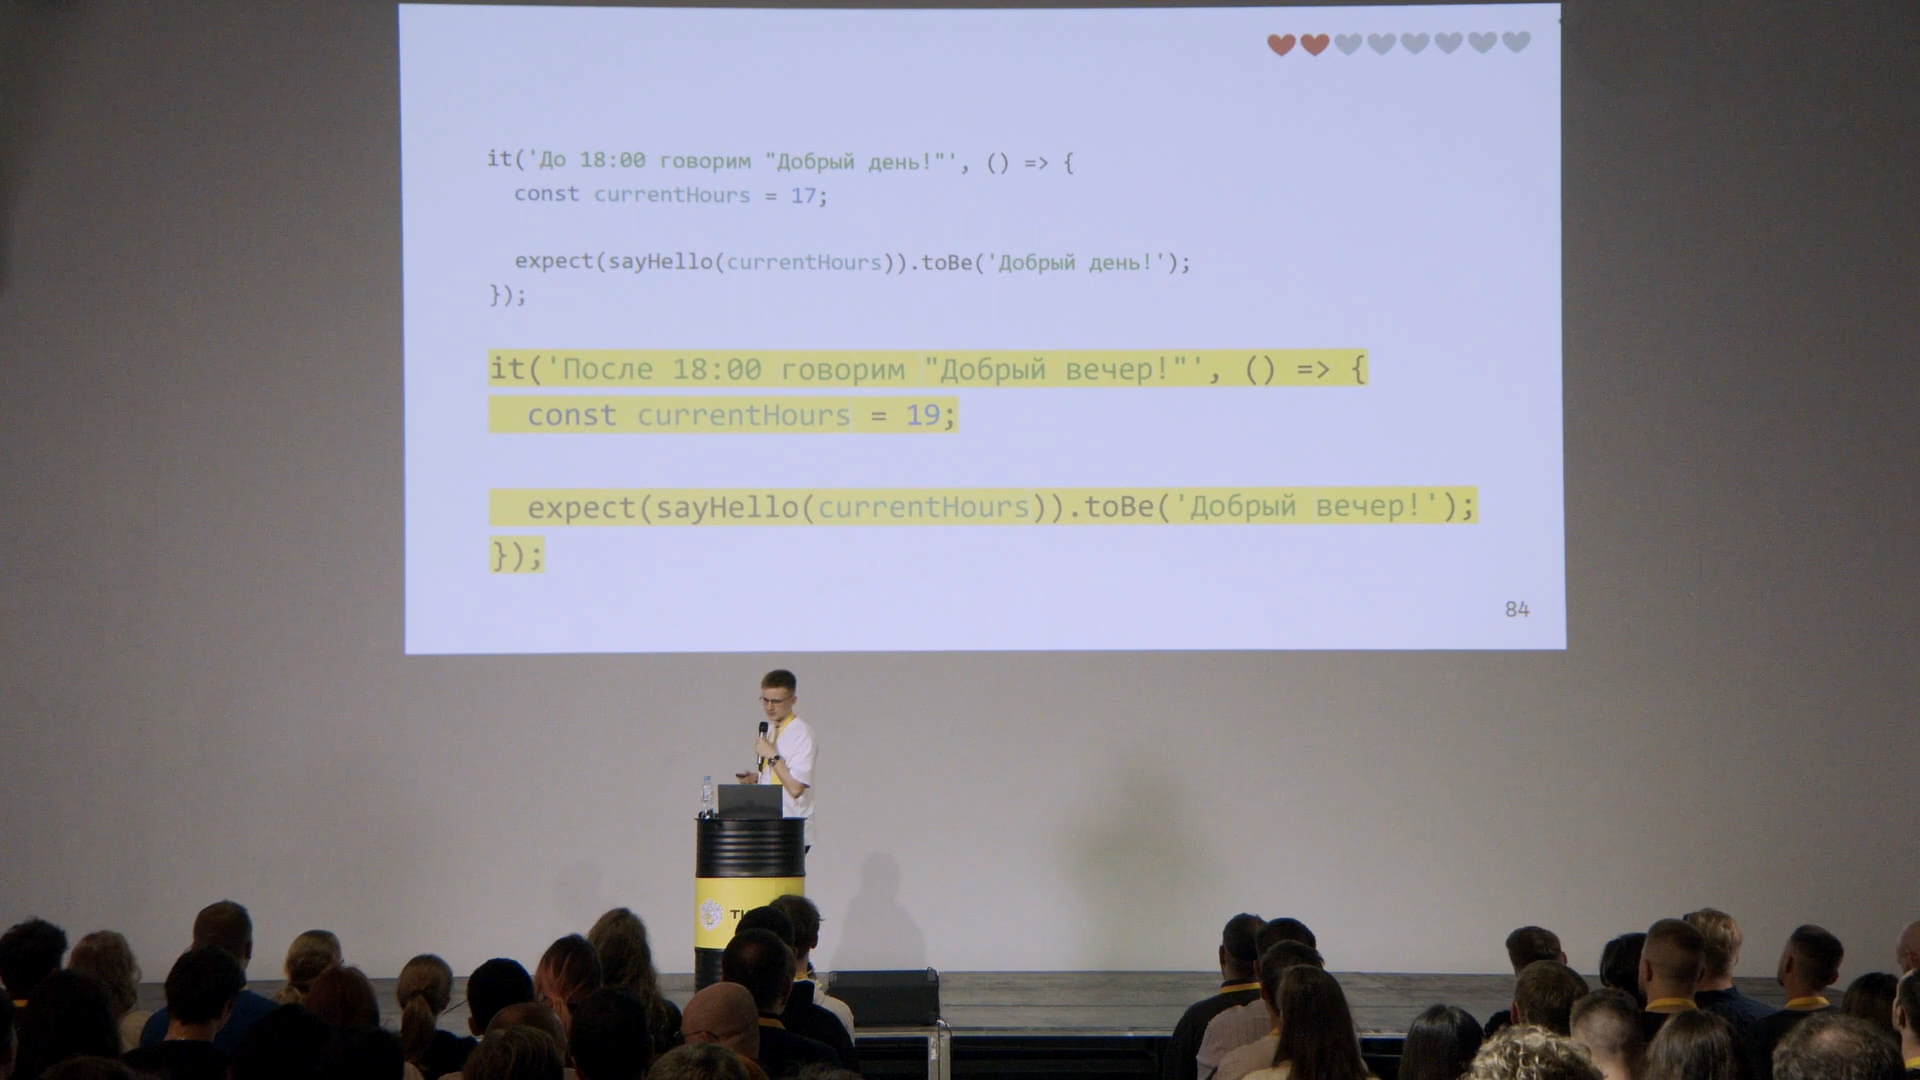 it('До 18:00 говорим "Добрый день!"', () => {
  const currentHours = 17;
  expect(sayHello(currentHours)).toBe('Добрый день!');
});
it('После 18:00 говорим "Добрый вечер!"', () => {
  const currentHours = 19;
  expect(sayHello(currentHours)).toBe('Добрый вечер!');
});
84